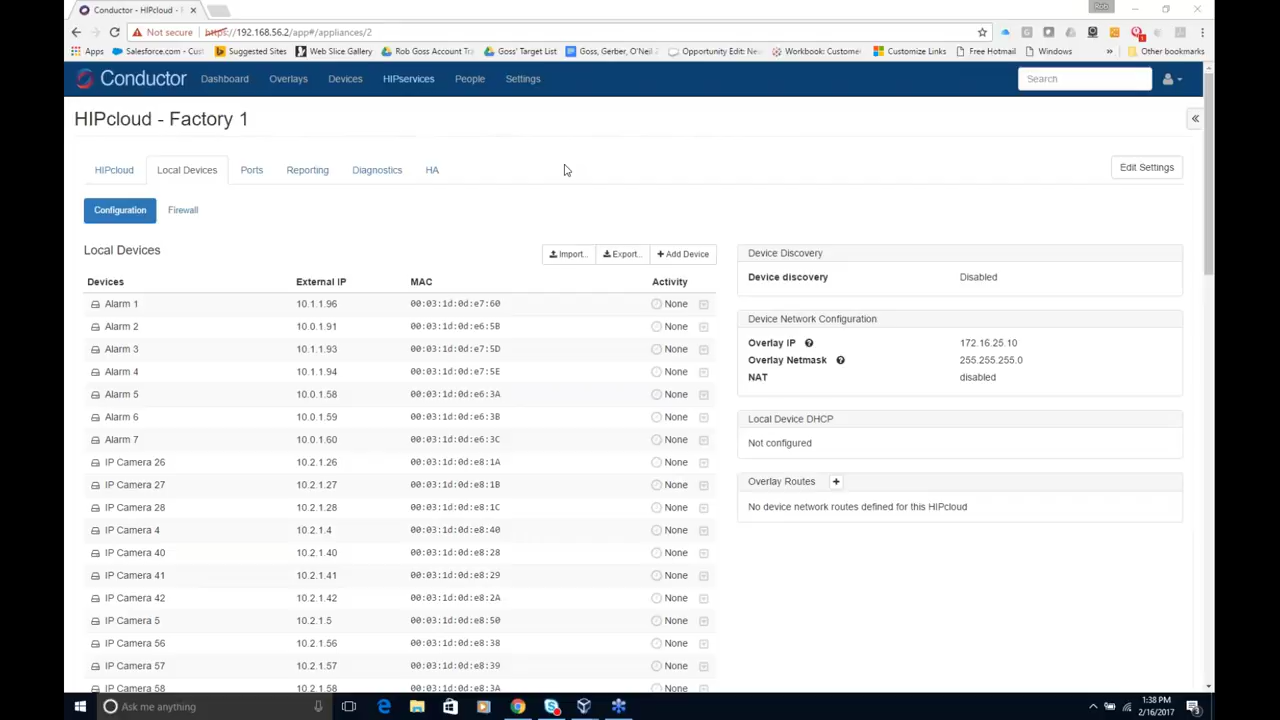 Conductor - HIPcloud - F
Rob
Not secure https://192.168.56.2/app#/appliances/2
Apps Salesforce.com - Cust Suggested Sites Web Slice Gallery Rob Goss Account Tra Goss' Target List Goss, Gerber, O'Neil Opportunity Edit: New Workbook: Custome Customize Links Free Hotmail Windows » Other bookmarks
Conductor Dashboard Overlays Devices HIPservices People Settings Search
HIPcloud - Factory 1
HIPcloud Local Devices Ports Reporting Diagnostics HA Edit Settings
Configuration Firewall
Local Devices Import... Export... Add Device
Devices External IP MAC Activity
Alarm 1 10.1.1.96 00:03:1d:0d:e7:60 None
Alarm 2 10.0.1.91 00:03:1d:0d:e6:5B None
Alarm 3 10.1.1.93 00:03:1d:0d:e7:5D None
Alarm 4 10.1.1.94 00:03:1d:0d:e7:5E None
Alarm 5 10.0.1.58 00:03:1d:0d:e6:3A None
Alarm 6 10.0.1.59 00:03:1d:0d:e6:3B None
Alarm 7 10.0.1.60 00:03:1d:0d:e6:3C None
IP Camera 26 10.2.1.26 00:03:1d:0d:e8:1A None
IP Camera 27 10.2.1.27 00:03:1d:0d:e8:1B None
IP Camera 28 10.2.1.28 00:03:1d:0d:e8:1C None
IP Camera 4 10.2.1.4 00:03:1d:0d:e8:40 None
IP Camera 40 10.2.1.40 00:03:1d:0d:e8:28 None
IP Camera 41 10.2.1.41 00:03:1d:0d:e8:29 None
IP Camera 42 10.2.1.42 00:03:1d:0d:e8:2A None
IP Camera 5 10.2.1.5 00:03:1d:0d:e8:50 None
IP Camera 56 10.2.1.56 00:03:1d:0d:e8:38 None
IP Camera 57 10.2.1.57 00:03:1d:0d:e8:39 None
IP Camera 58 10.2.1.58 00:03:1d:0d:e8:3A None
Device Discovery
Device discovery Disabled
Device Network Configuration
Overlay IP 172.16.25.10
Overlay Netmask 255.255.255.0
NAT disabled
Local Device DHCP
Not configured
Overlay Routes +
No device network routes defined for this HIPcloud
Ask me anything
1:38 PM
2/16/2017